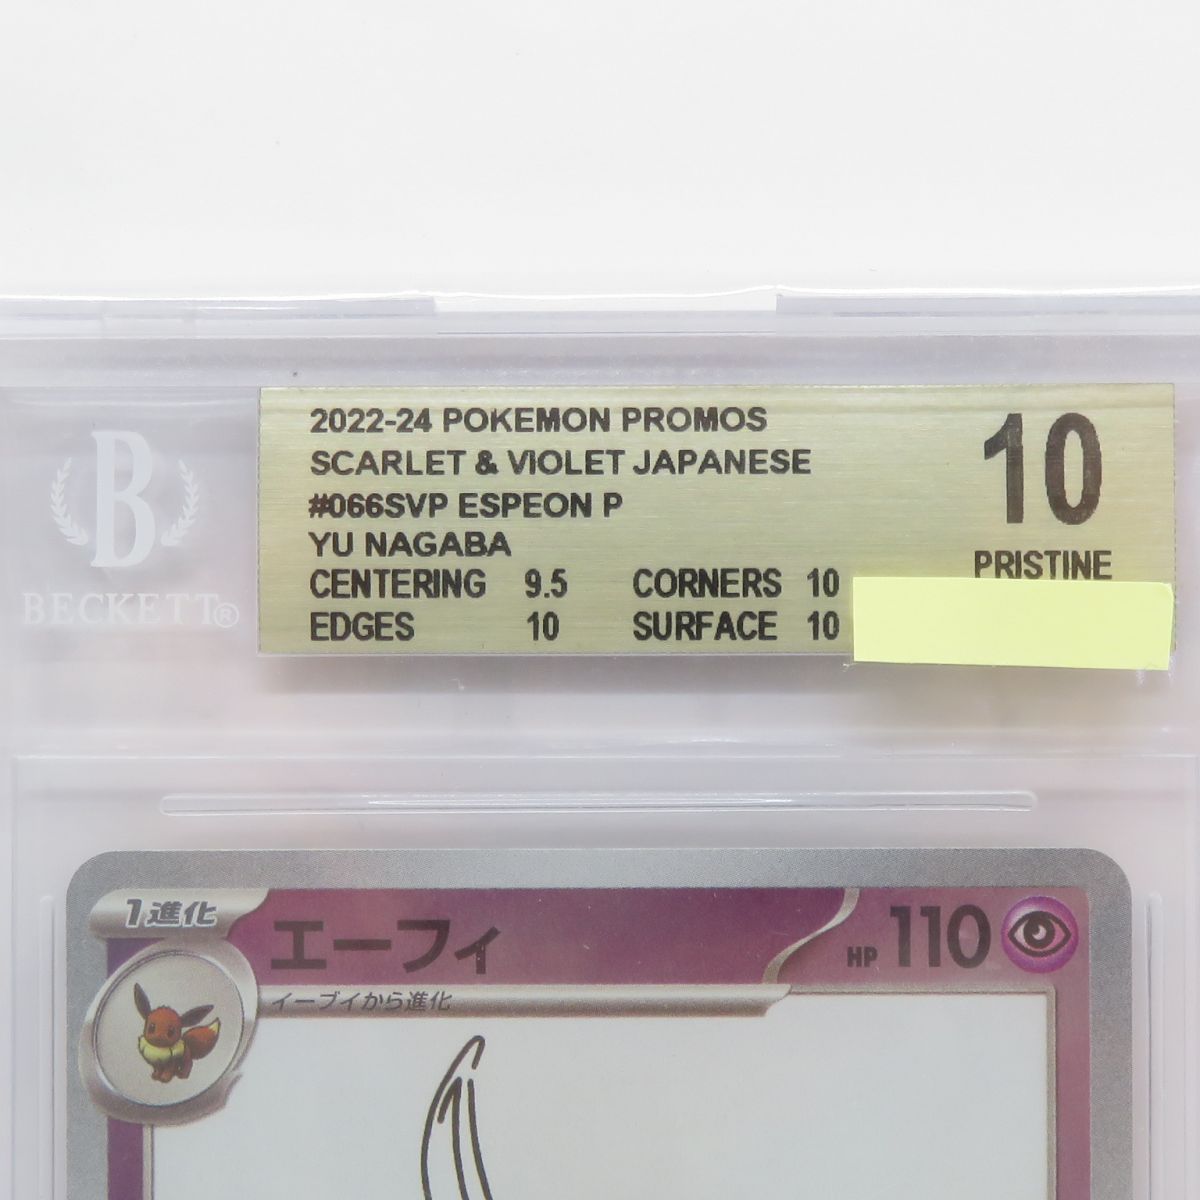 B
BECKETT®
2022-24 POKEMON PROMOS
SCARLET & VIOLET JAPANESE
#066SVP ESPEON P
YU NAGABA
CENTERING 9.5 CORNERS 10
EDGES 10 SURFACE 10
10
PRISTINE
1進化
エーフィ
HP 110
イーブイから進化